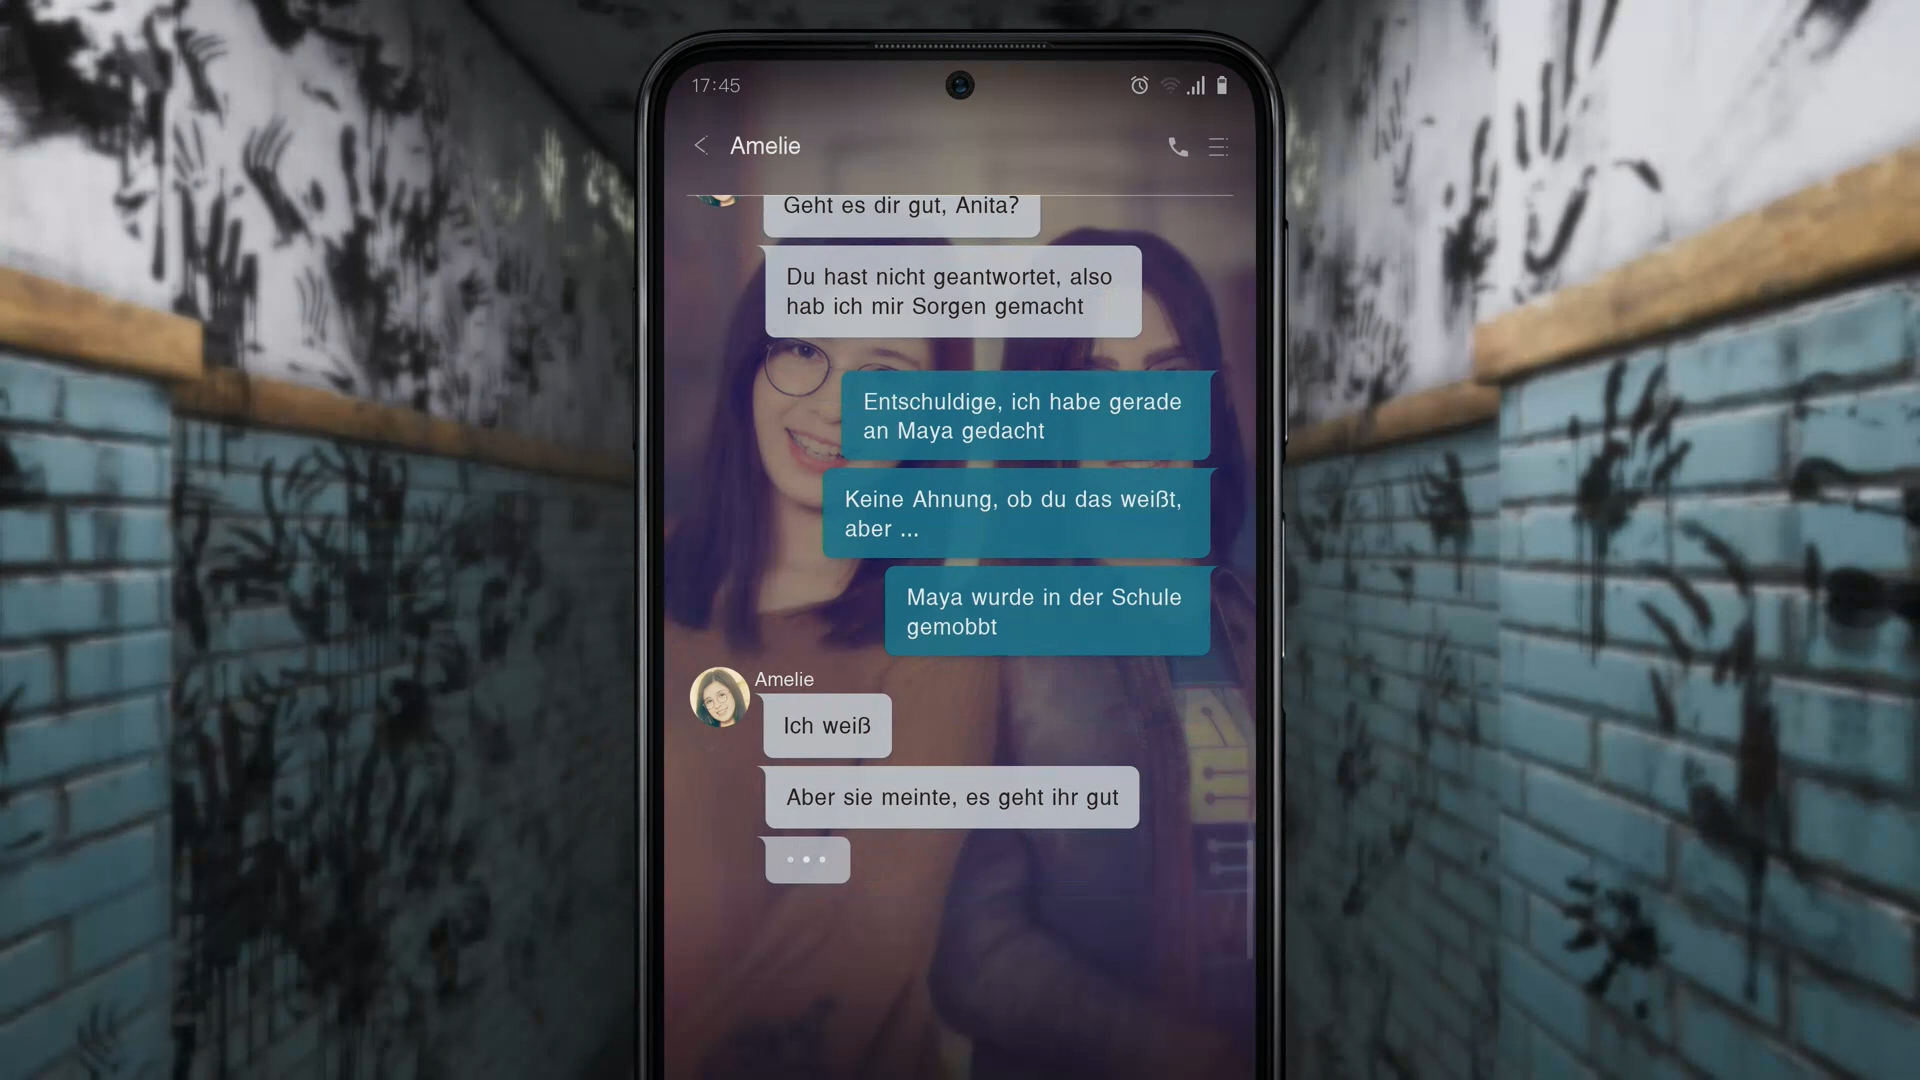 17:45
Amelie
Geht es dir gut, Anita?
Du hast nicht geantwortet, also
hab ich mir Sorgen gemacht
Entschuldige, ich habe gerade
an Maya gedacht
Keine Ahnung, ob du das weißt,
aber ...
Maya wurde in der Schule
gemobbt
Amelie
Ich weiß
Aber sie meinte, es geht ihr gut